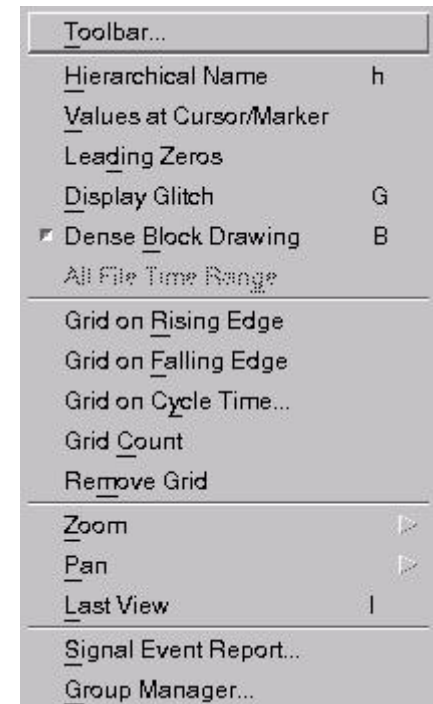 Toolbar...
Hierarchical Name h
Values at Cursor/Marker
Leading Zeros
Display Glitch G
Dense Block Drawing B
All File Time Range
Grid on Rising Edge
Grid on Falling Edge
Grid on Cycle Time...
Grid Count
Remove Grid
Zoom
Pan
Last View l
Signal Event Report...
Group Manager...